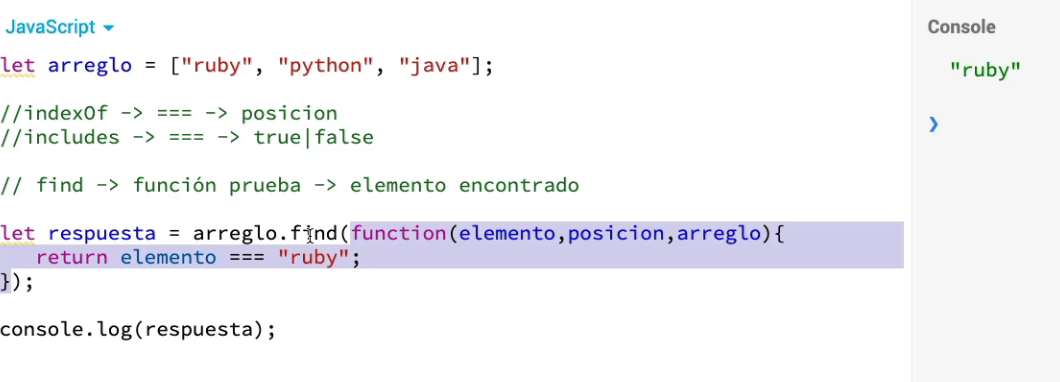 JavaScript
let arreglo = ["ruby", "python", "java"];
//indexOf -> === -> posicion
//includes -> === -> true|false
// find -> función prueba -> elemento encontrado
let respuesta = arreglo.find(function(elemento,posicion,arreglo){
return elemento === "ruby";
});
console.log(respuesta);
Console
"ruby"
❯